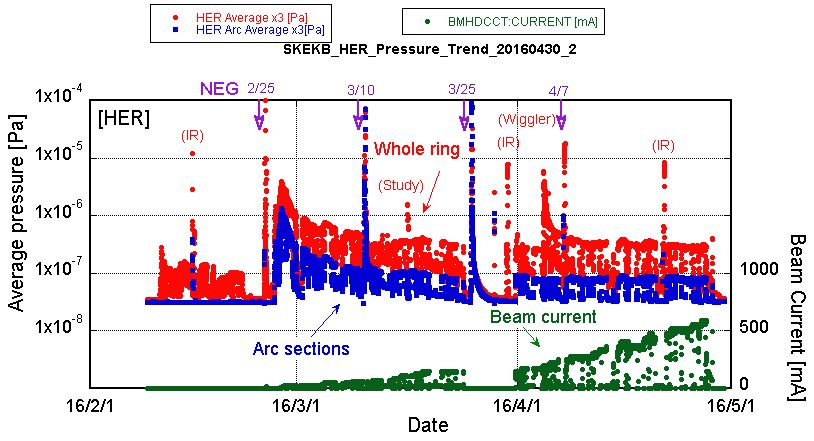 HER Average x3 [Pa]
HER Arc Average x3[Pa]
BMHDCCT:CURRENT [mA]
SKEKB_HER_Pressure_Trend_20160430_2
NEG 2/25 3/10 3/25 4/7
1x10-4
[HER]
(IR)
(Wiggler)
(IR)
(IR)
Whole ring
1x10-5
(Study)
1x10-6
1x10-7
1000
1x10-8
500
Arc sections
Beam current
0
Average pressure [Pa]
Beam Current [mA]
16/2/1 16/3/1 16/4/1 16/5/1
Date